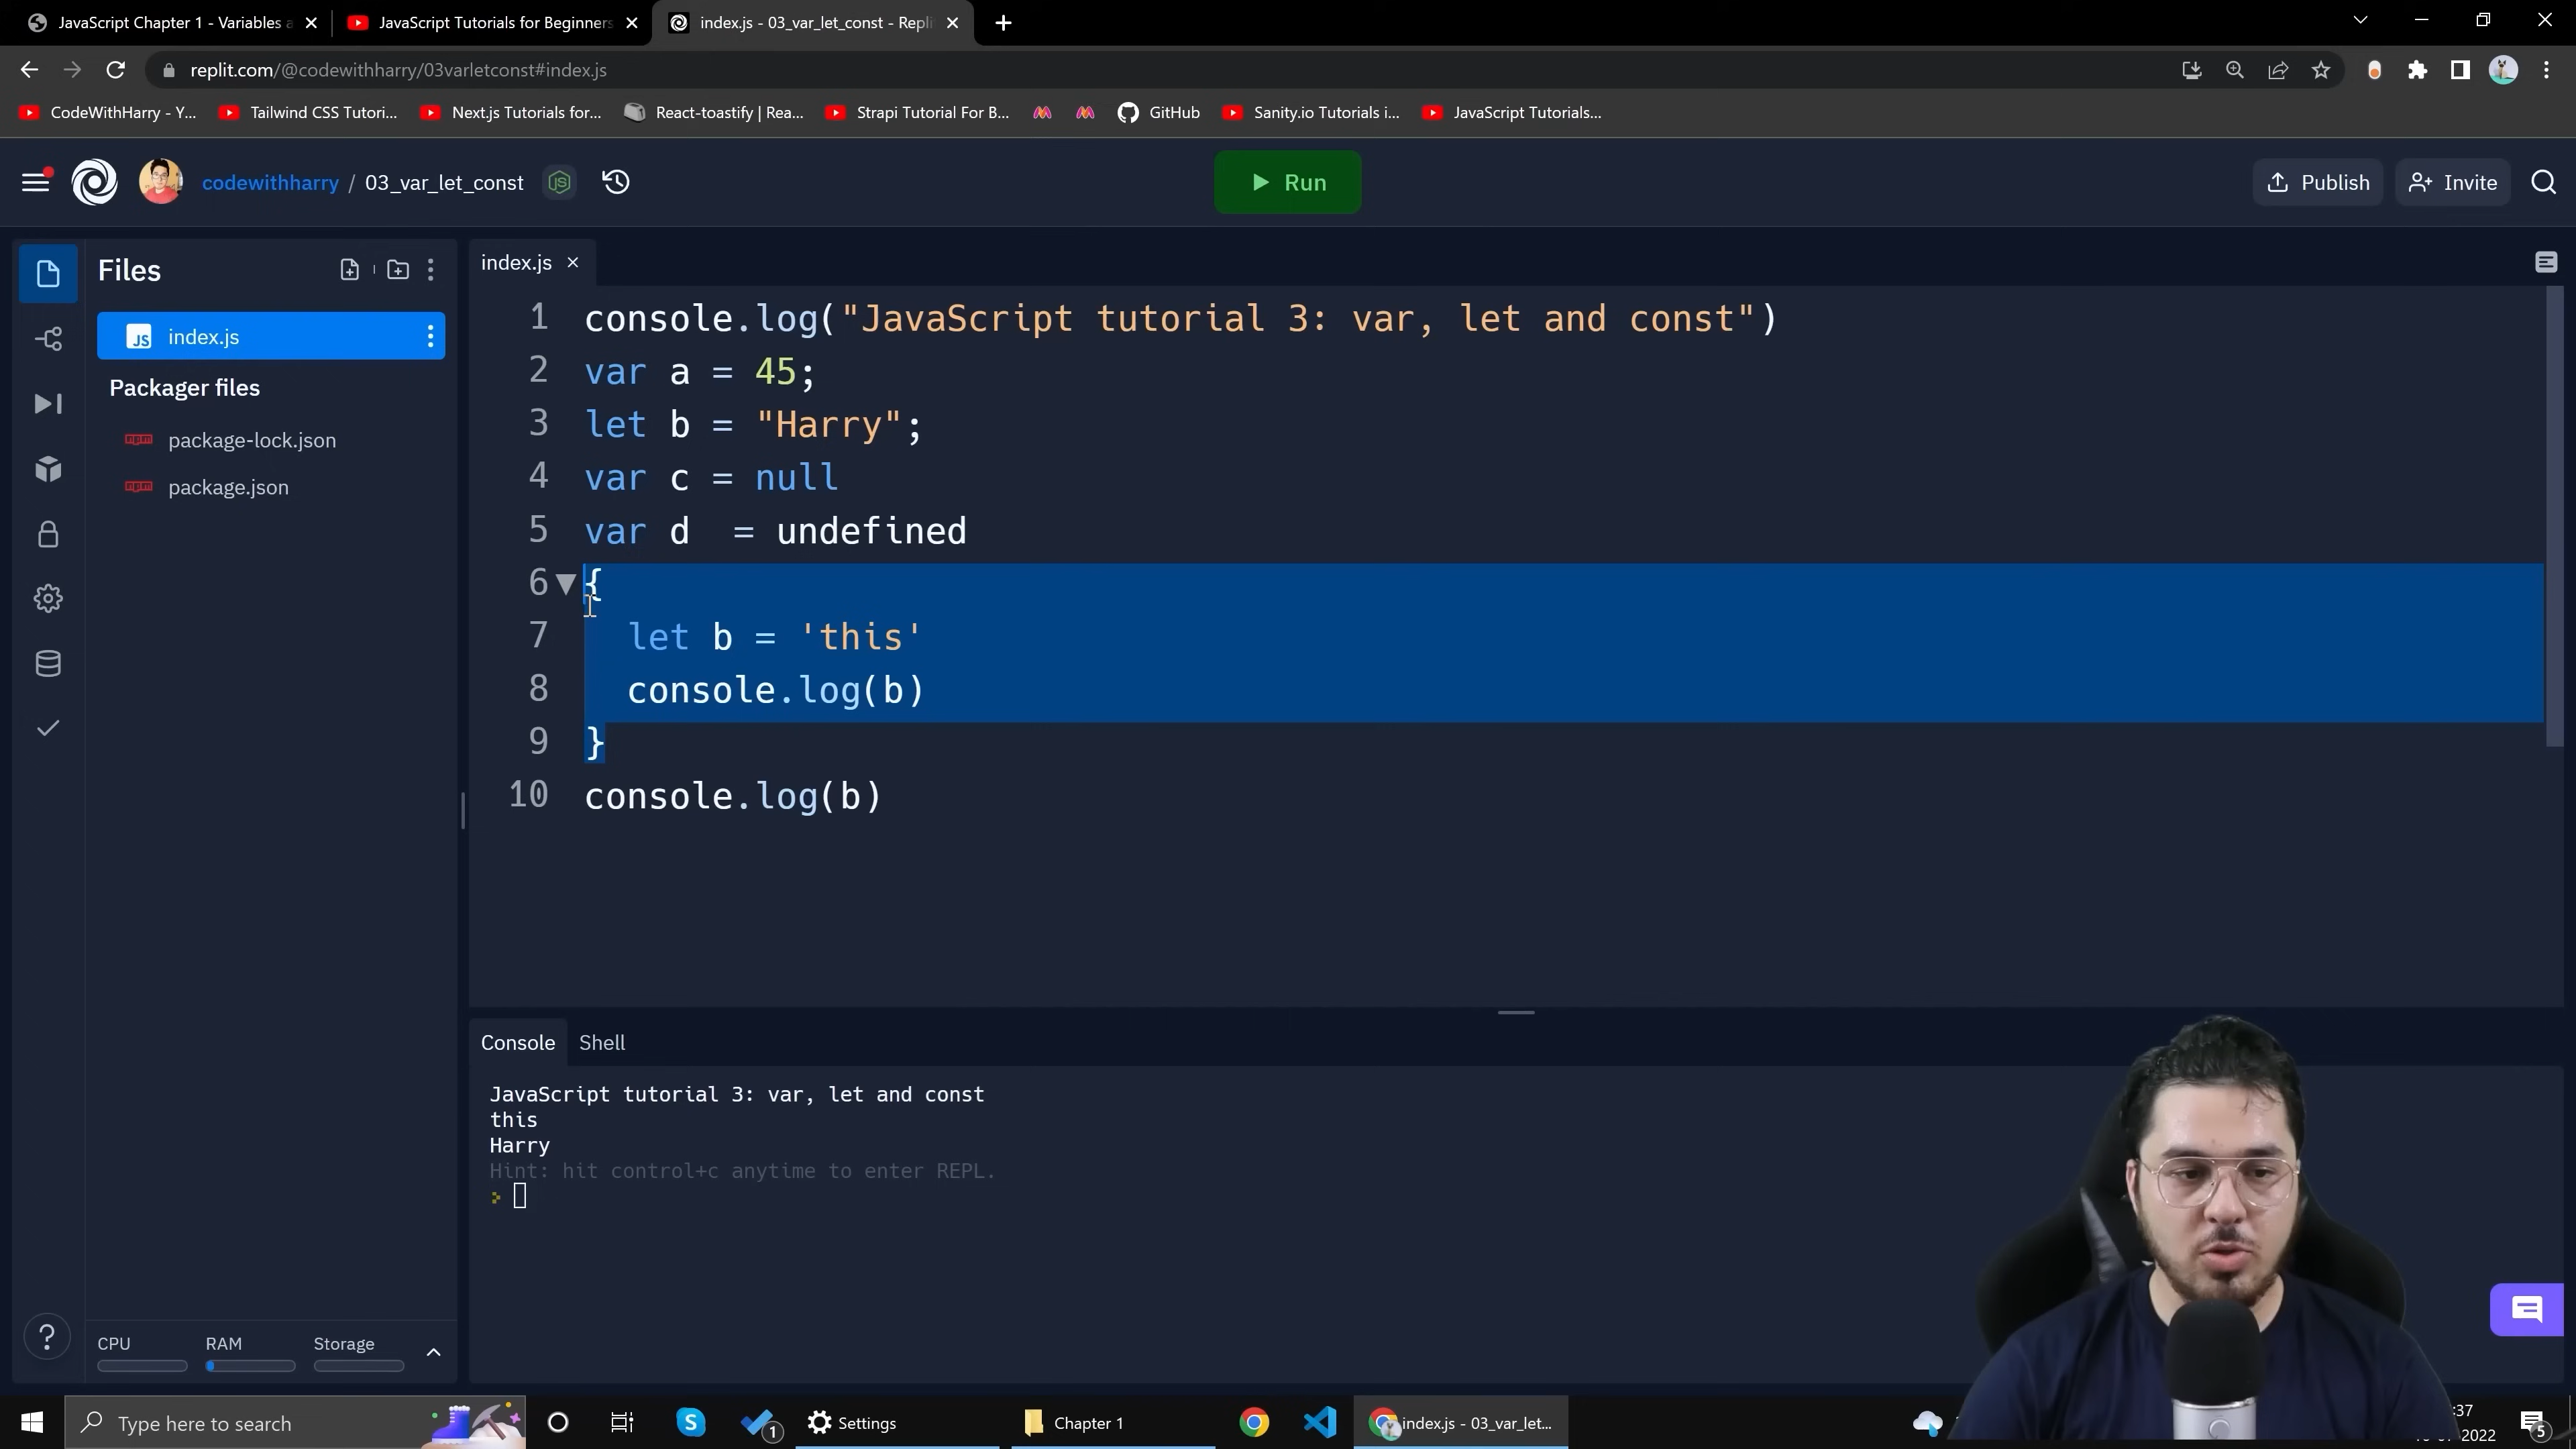 JavaScript Chapter 1 - Variables a
JavaScript Tutorials for Beginners
index.js - 03_var_let_const - Repli
replit.com/@codewithharry/03varletconst#index.js
CodeWithHarry - Y...
Tailwind CSS Tutori...
Next.js Tutorials for...
React-toastify | Rea...
Strapi Tutorial For B...
GitHub
Sanity.io Tutorials i...
JavaScript Tutorials...
codewithharry / 03_var_let_const
Run
Publish
Invite
Files
index.js
Packager files
package-lock.json
package.json
index.js
1 console.log("JavaScript tutorial 3: var, let and const")
2 var a = 45;
3 let b = "Harry";
4 var c = null
5 var d  = undefined
6 {
7   let b = 'this'
8   console.log(b)
9 }
10 console.log(b)
Console
Shell
JavaScript tutorial 3: var, let and const
this
Harry
Hint: hit control+c anytime to enter REPL.
CPU
RAM
Storage
Type here to search
1
Settings
Chapter 1
index.js - 03_var_let...
:37
2022
5